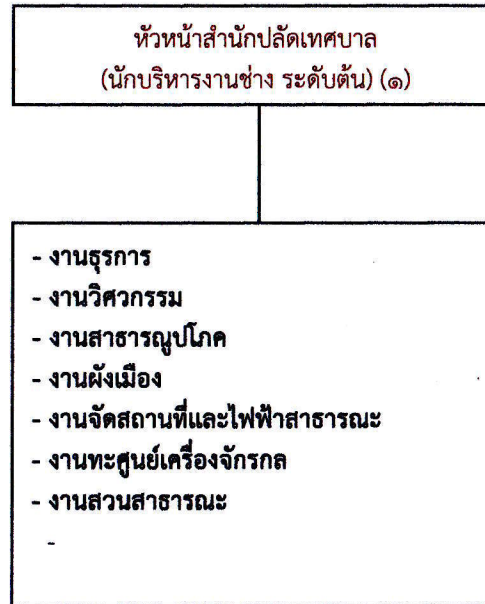 หัวหน้าสำนักปลัดเทศบาล
(นักบริหารงานช่าง ระดับต้น) (๑)
- งานธุรการ
- งานวิศวกรรม
- งานสาธารณูปโภค
- งานผังเมือง
- งานจัดสถานที่และไฟฟ้าสาธารณะ
- งานทะศูนย์เครื่องจักรกล
- งานสวนสาธารณะ
-